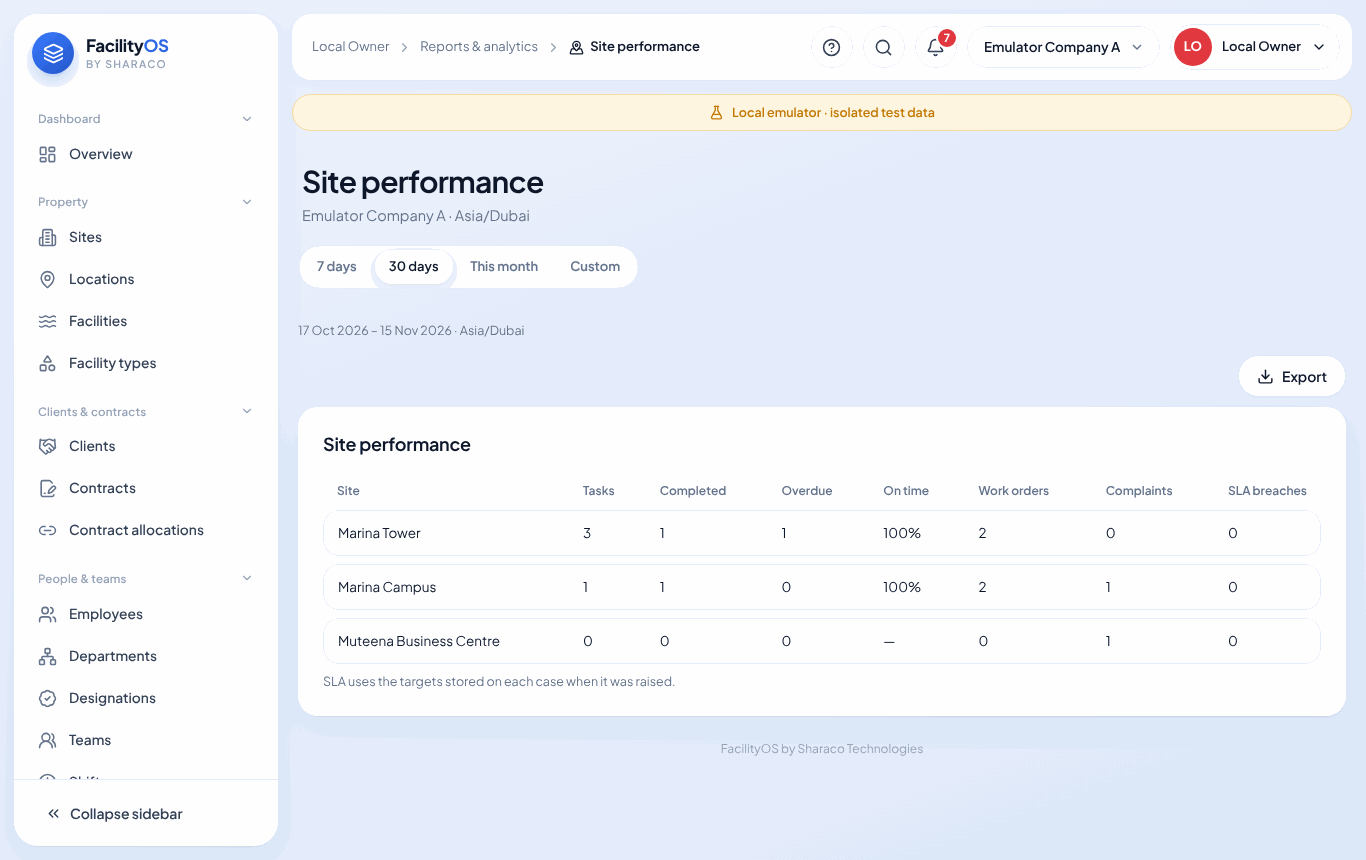 FacilityOS
BY SHARACO
Dashboard
Overview
Property
Sites
Locations
Facilities
Facility types
Clients & contracts
Clients
Contracts
Contract allocations
People & teams
Employees
Departments
Designations
Teams
Collapse sidebar
Local Owner > Reports & analytics > Site performance
7
Emulator Company A
LO Local Owner
Local emulator · isolated test data
Site performance
Emulator Company A · Asia/Dubai
7 days 30 days This month Custom
17 Oct 2026 – 15 Nov 2026 · Asia/Dubai
Export
Site performance
Site Tasks Completed Overdue On time Work orders Complaints SLA breaches
Marina Tower 3 1 1 100% 2 0 0
Marina Campus 1 1 0 100% 2 1 0
Muteena Business Centre 0 0 0 — 0 1 0
SLA uses the targets stored on each case when it was raised.
FacilityOS by Sharaco Technologies